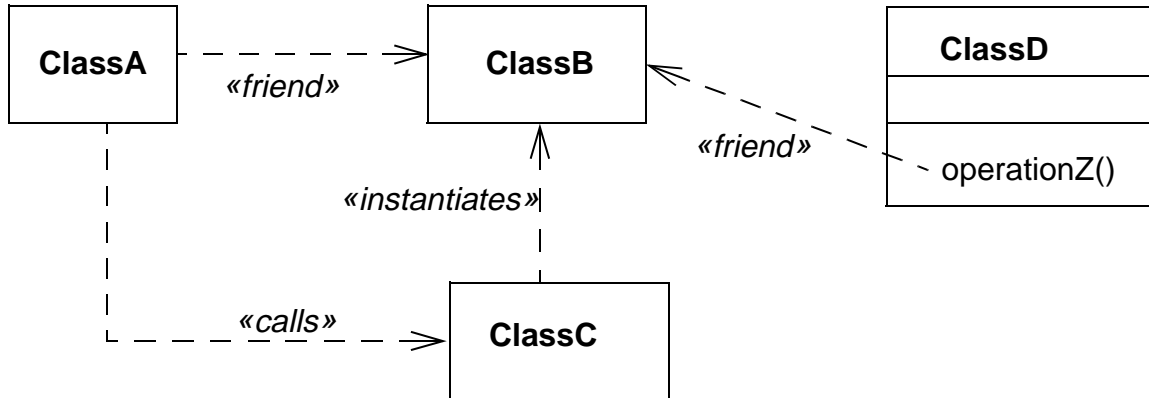 ClassA
«friend»
ClassB
ClassD
«friend»
operationZ()
«instantiates»
«calls»
ClassC